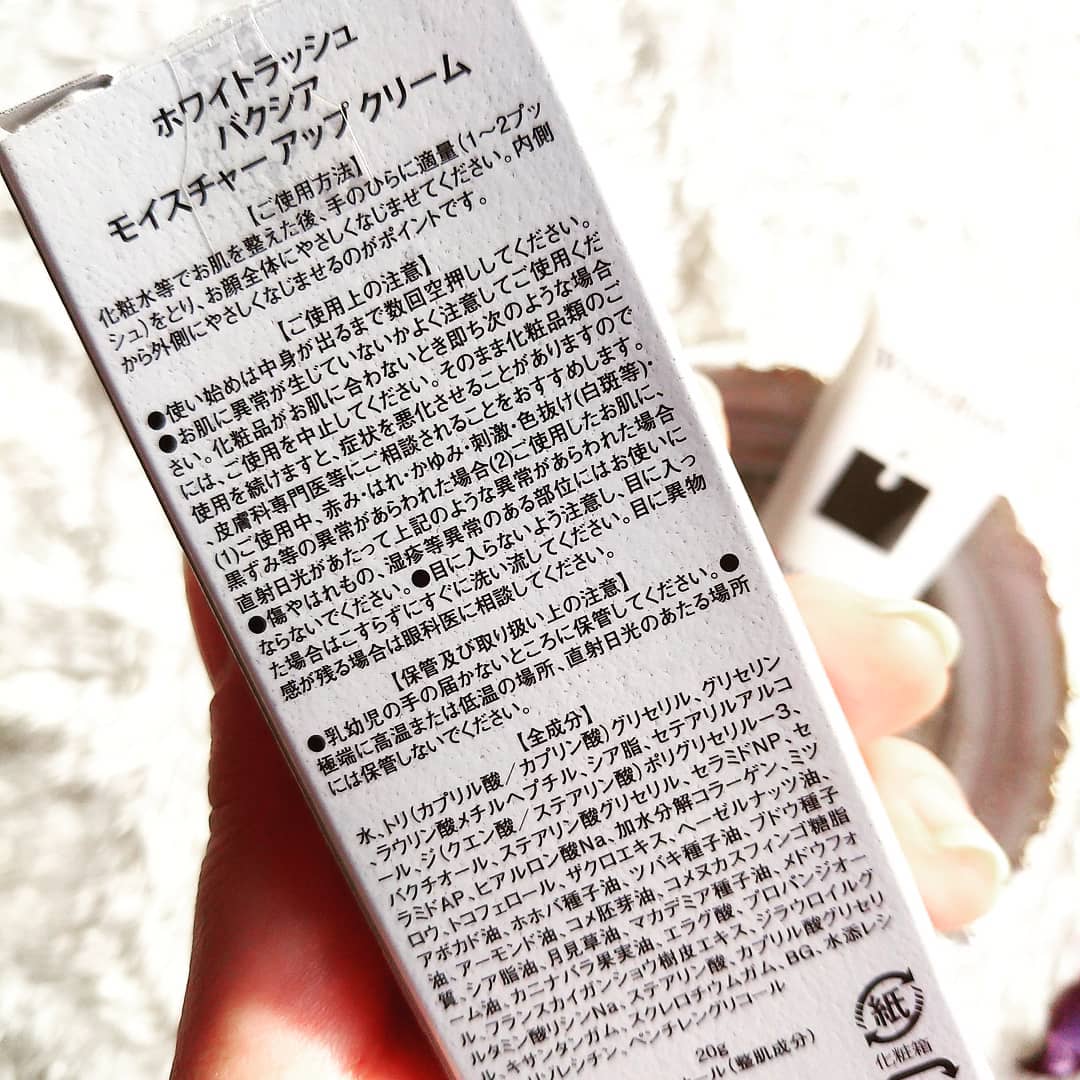 ホワイトラッシュ
バクシア
モイスチャーアップ クリーム
【ご使用方法】
化粧水等でお肌を整えた後、手のひらに適量(1〜2プッ
シュ)をとり、お顔全体にやさしくなじませてください。内側
から外側にやさしくなじませるのがポイントです。
【ご使用上の注意】
●使い始めは中身が出るまで数回空押ししてください。
●お肌に異常が生じていないかよく注意してご使用くだ
さい。化粧品がお肌に合わないとき即ち次のような場合
には、ご使用を中止してください。そのまま化粧品類のご
使用を続けますと、症状を悪化させることがありますので
、皮膚科専門医等にご相談されることをおすすめします。
(1)ご使用中、赤み・はれ・かゆみ・刺激・色抜け(白斑等)・
黒ずみ等の異常があらわれた場合(2)ご使用したお肌に、
直射日光があたって上記のような異常があらわれた場合
●傷やはれもの、湿疹等異常のある部位にはお使いに
ならないでください。●目に入らないよう注意し、目に入っ
た場合はこすらずにすぐに洗い流してください。目に異物
感が残る場合は眼科医に相談してください。
【保管及び取り扱い上の注意】
●乳幼児の手の届かないところに保管してください。●
極端に高温または低温の場所、直射日光のあたる場所
には保管しないでください。
【全成分】
水、トリ(カプリル酸/カプリン酸)グリセリル、グリセリン
、ラウリン酸メチルヘプチル、シア脂、セテアリルアルコ
ール、ジ(クエン酸/ステアリン酸)ポリグリセリル－3、
バクチオール、ステアリン酸グリセリル、セラミドNP、セ
ラミドAP、ヒアルロン酸Na、加水分解コラーゲン、ミツ
ロウ、トコフェロール、ザクロエキス、ヘーゼルナッツ油、
アボカド油、ホホバ種子油、ツバキ種子油、ブドウ種子
油、アーモンド油、コメ胚芽油、コメヌカスフィンゴ糖脂
質、シア脂油、月見草油、マカデミア種子油、メドウフォ
ーム油、カニナバラ果実油、エラグ酸、プロパンジオー
ル、フランスカイガンショウ樹皮エキス、ジラウロイルグ
ルタミン酸リシンNa、ステアリン酸、カプリル酸グリセリ
ル、キサンタンガム、スクレロチウムガム、BG、水添レシ
ソレシチン、ペンチレングリコール
20g
ール(整肌成分)
紙
化粧箱